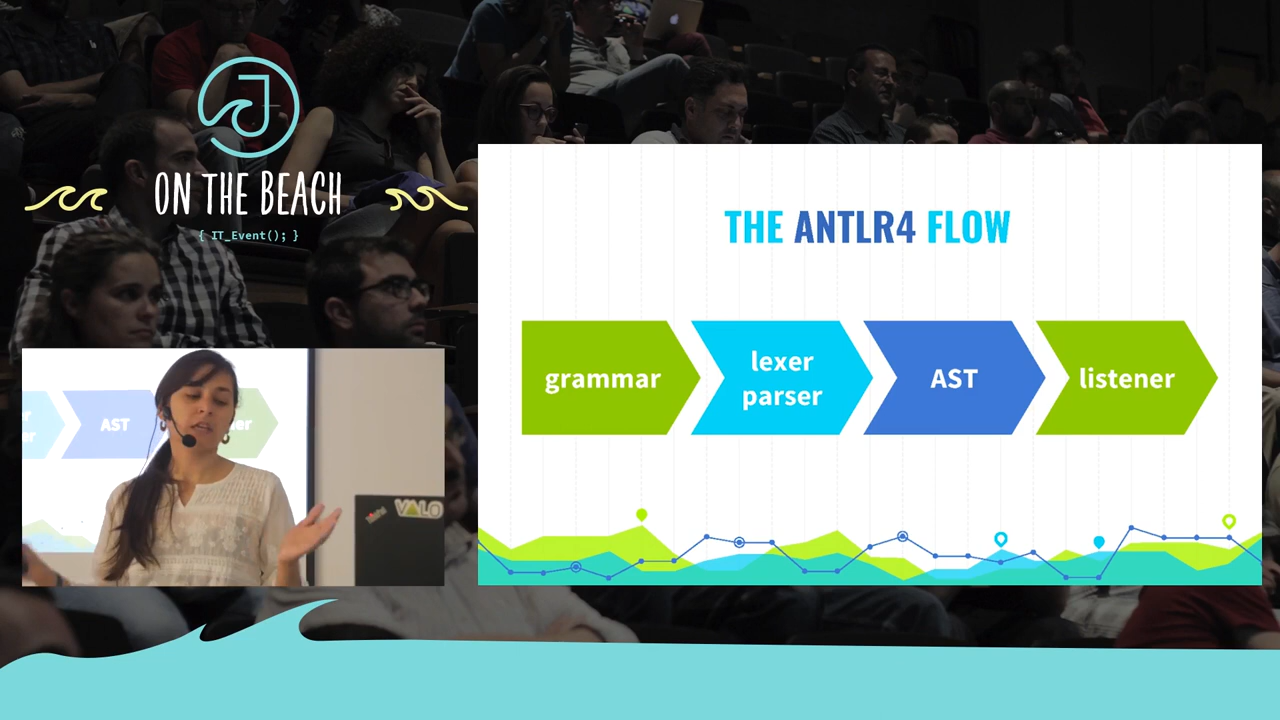 J
ON THE BEACH
{ IT_Event(); }
THE ANTLR4 FLOW
grammar
lexer
parser
AST
listener
AST
VALO